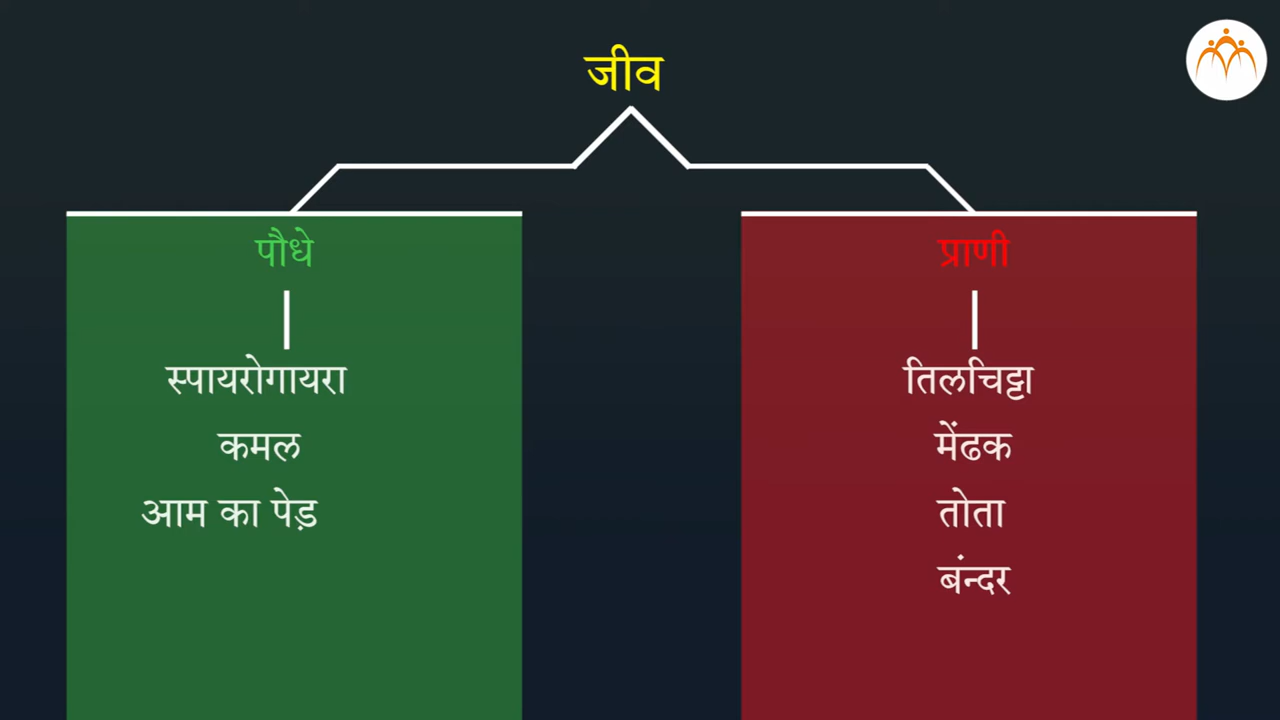 जीव
पौधे
स्पायरोगायरा
कमल
आम का पेड़
प्राणी
तिलचिट्टा
मेंढक
तोता
बंन्दर